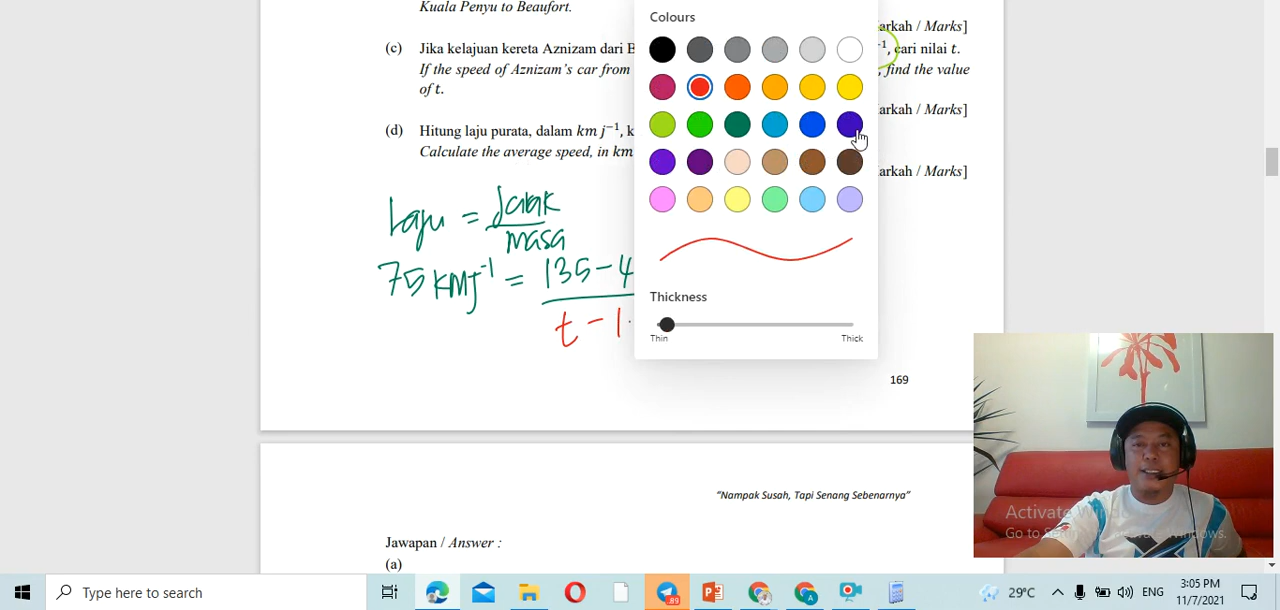 Kuala Penyu to Beaufort.
(c) Jika kelajuan kereta Aznizam dari B
-1, cari nilai t.
If the speed of Aznizam's car from
, find the value
of t.
arkah / Marks]
arkah / Marks]
(d) Hitung laju purata, dalam km j−1, k
Calculate the average speed, in km
arkah / Marks]
Laju = Jarak
masa
75 kmj-1 = 135 - 4
t - 1.
Colours
Thickness
Thin
Thick
169
"Nampak Susah, Tapi Senang Sebenarnya"
Jawapan / Answer :
(a)
Activate Windows
Go to Settings to activate Windows.
Type here to search
89
29°C
ENG
3:05 PM
11/7/2021